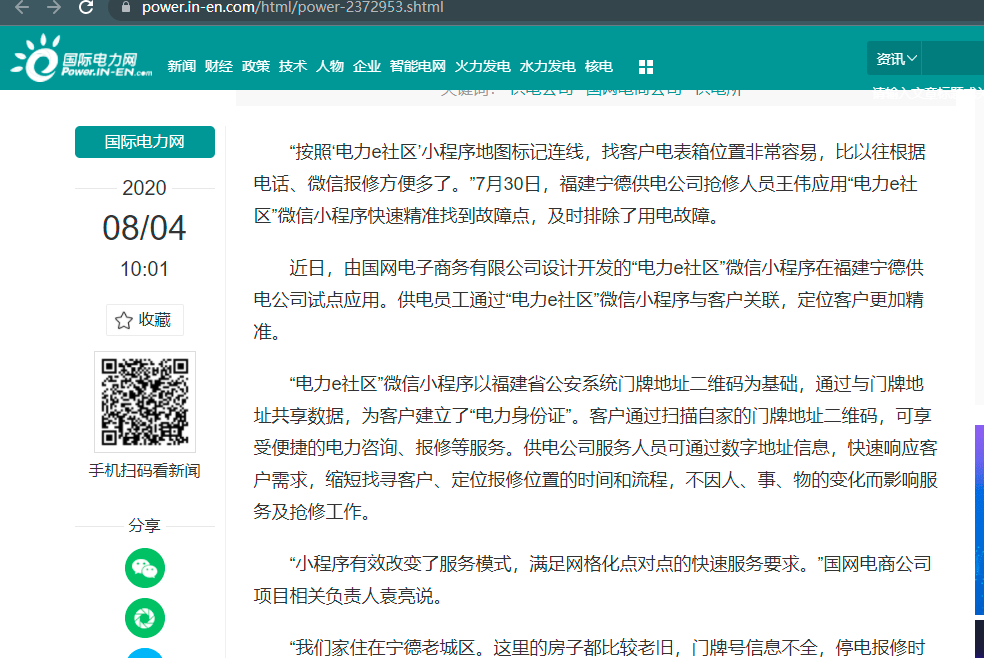 power.in-en.com/html/power-2372953.shtml
国际电力网
Power.IN-EN.com
新闻 财经 政策 技术 人物 企业 智能电网 火力发电 水力发电 核电
资讯
关键词： 供电公司 国网电商公司 供电所
国际电力网
2020
08/04
10:01
收藏
手机扫码看新闻
分享
“按照‘电力e社区’小程序地图标记连线，找客户电表箱位置非常容易，比以往根据
电话、微信报修方便多了。”7月30日，福建宁德供电公司抢修人员王伟应用“电力e社
区”微信小程序快速精准找到故障点，及时排除了用电故障。
近日，由国网电子商务有限公司设计开发的“电力e社区”微信小程序在福建宁德供
电公司试点应用。供电员工通过“电力e社区”微信小程序与客户关联，定位客户更加精
准。
“电力e社区”微信小程序以福建省公安系统门牌地址二维码为基础，通过与门牌地
址共享数据，为客户建立了“电力身份证”。客户通过扫描自家的门牌地址二维码，可享
受便捷的电力咨询、报修等服务。供电公司服务人员可通过数字地址信息，快速响应客
户需求，缩短找寻客户、定位报修位置的时间和流程，不因人、事、物的变化而影响服
务及抢修工作。
“小程序有效改变了服务模式，满足网格化点对点的快速服务要求。”国网电商公司
项目相关负责人袁亮说。
“我们家住在宁德老城区。这里的房子都比较老旧，门牌号信息不全，停电报修时